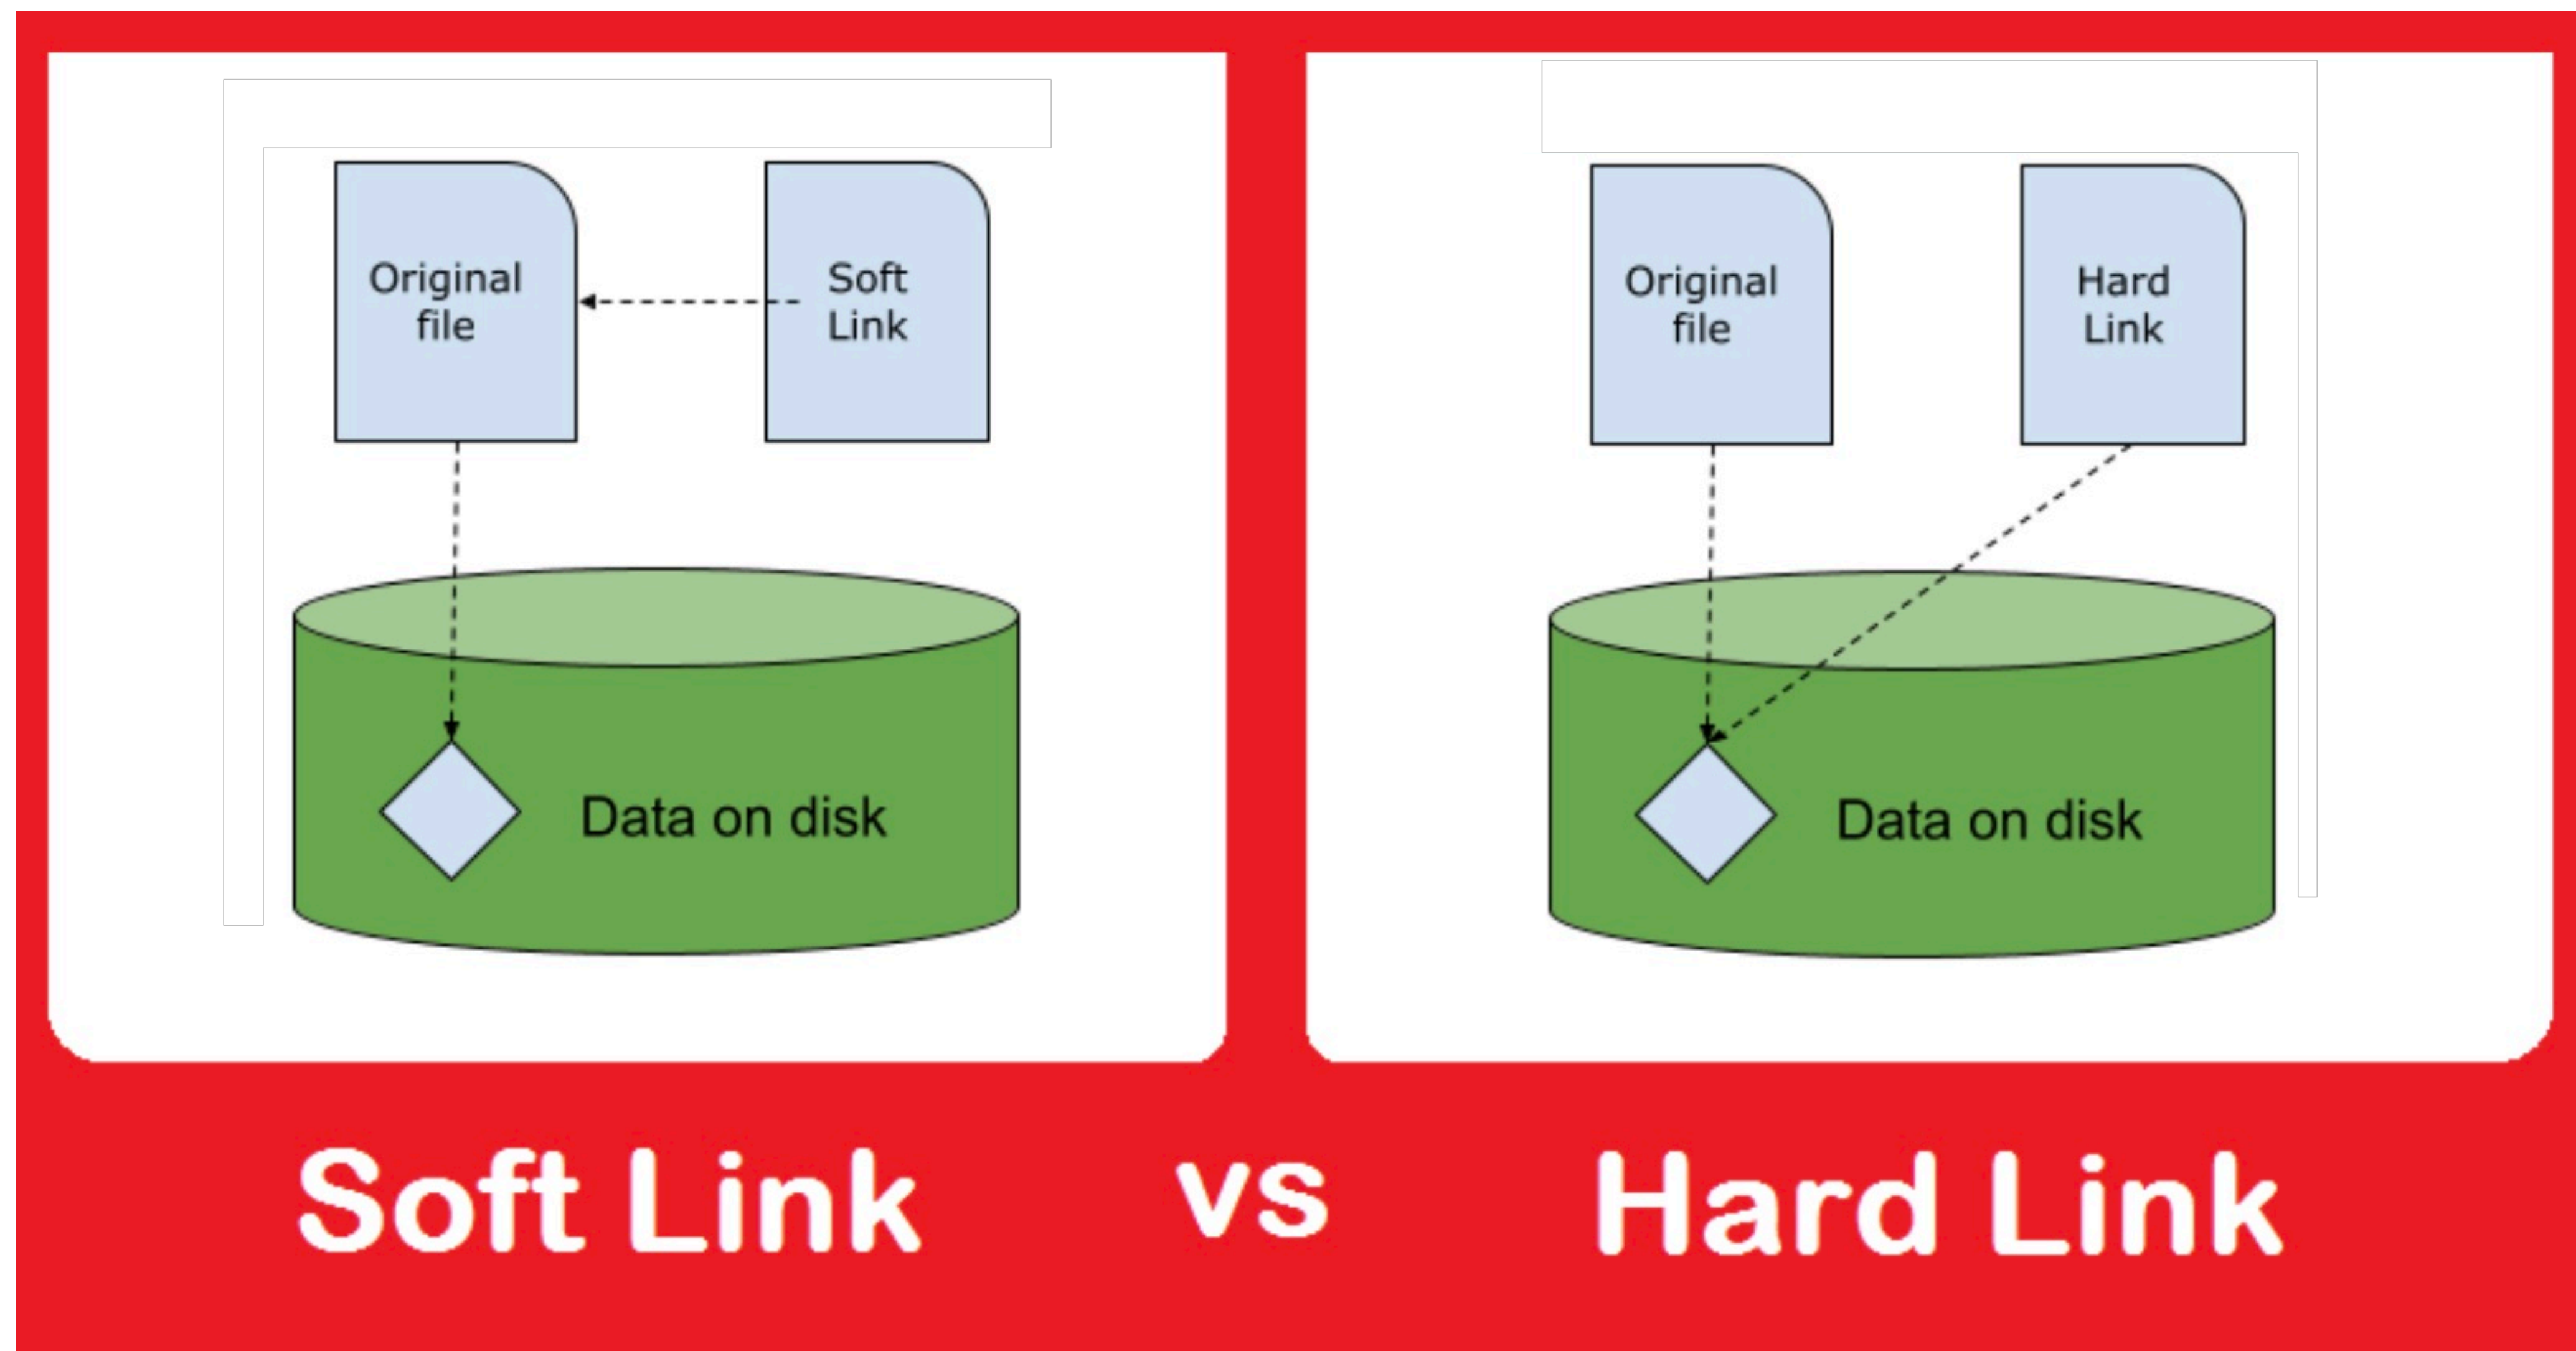 Original
file
Soft
Link
Data on disk
Original
file
Hard
Link
Data on disk
Soft Link vs Hard Link